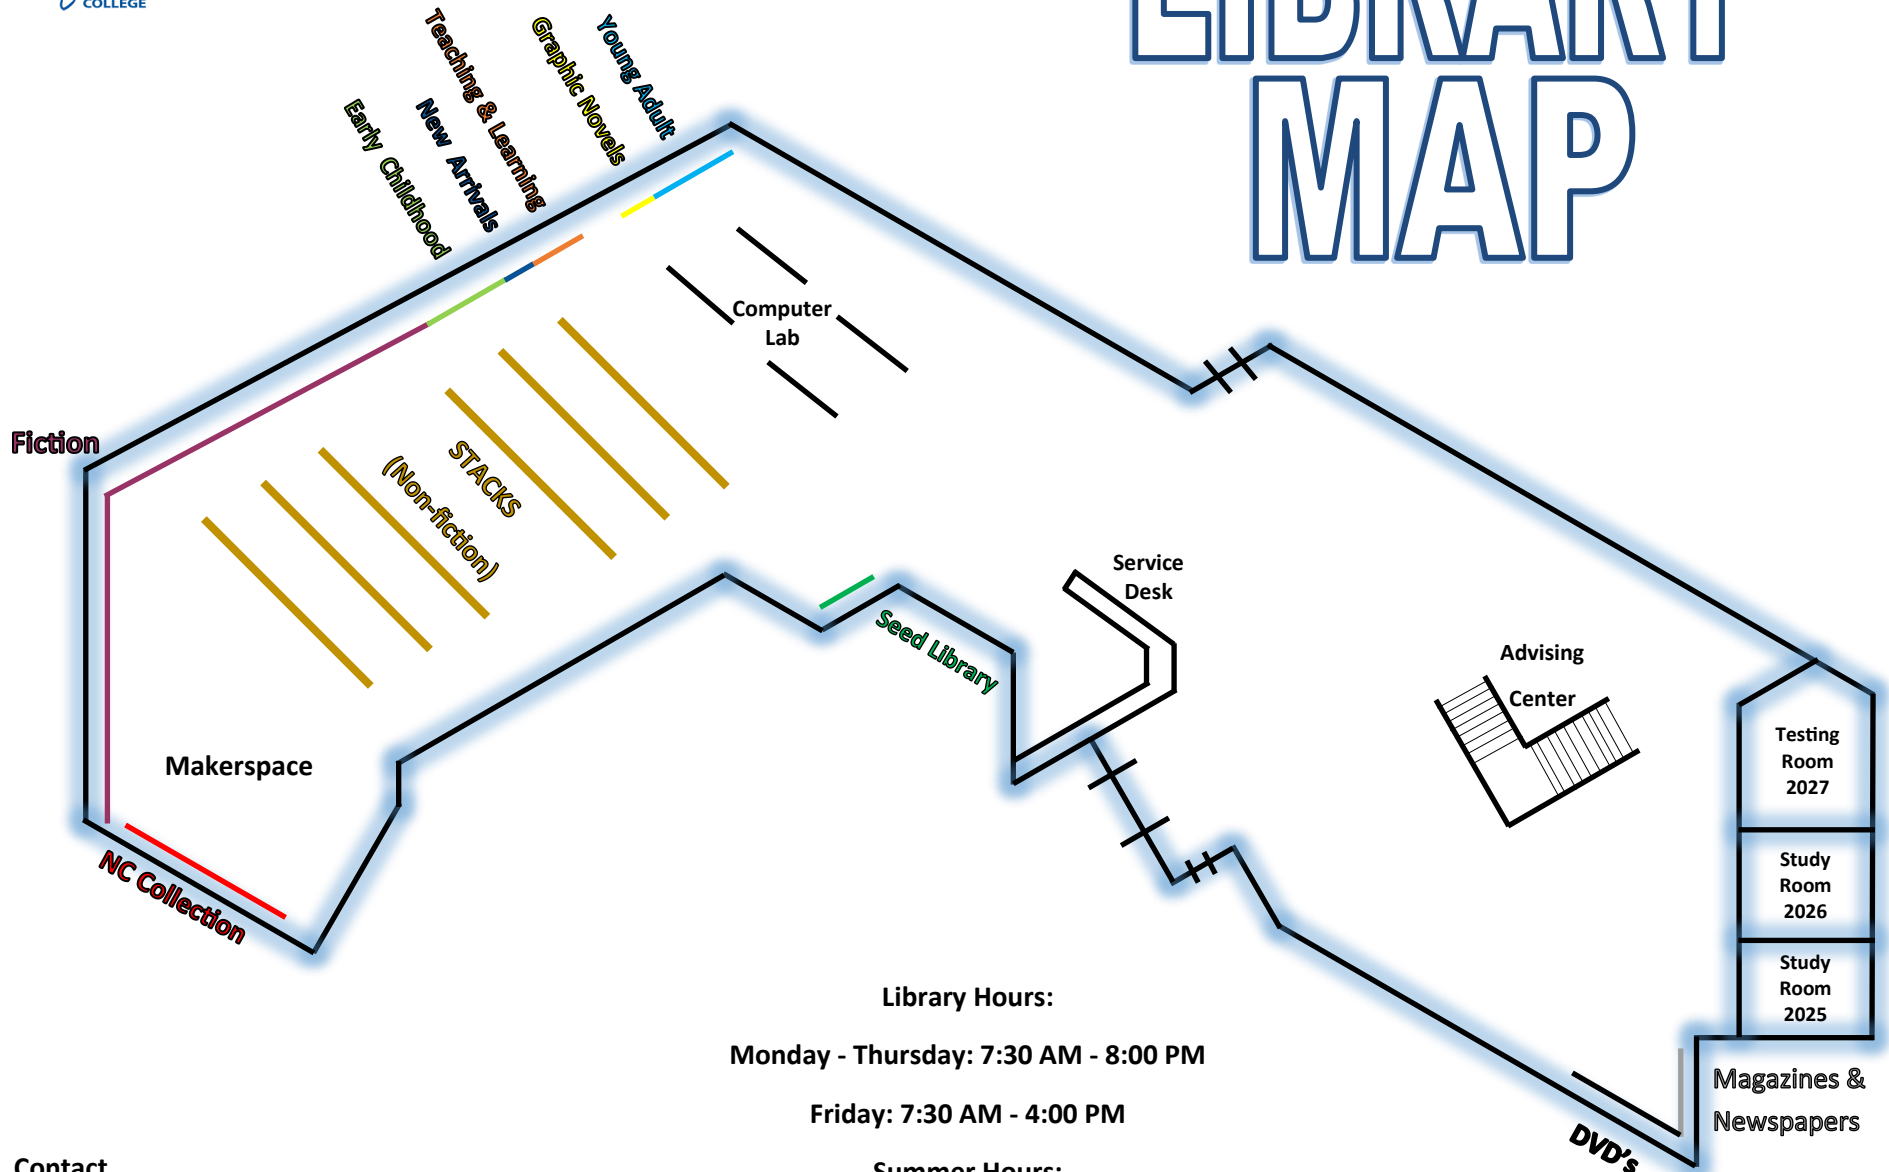 COLLEGE
LIBRARY
MAP
Young Adult
Graphic Novels
Teaching & Learning
New Arrivals
Early Childhood
Computer
Lab
Fiction
STACKS
(Non-fiction)
Service
Desk
Seed Library
Advising
Center
Testing
Room
2027
Makerspace
Study
Room
2026
NC Collection
Study
Room
2025
Library Hours:
Monday - Thursday: 7:30 AM - 8:00 PM
Friday: 7:30 AM - 4:00 PM
Magazines &
Newspapers
DVD's
Contact
Summer Hours: